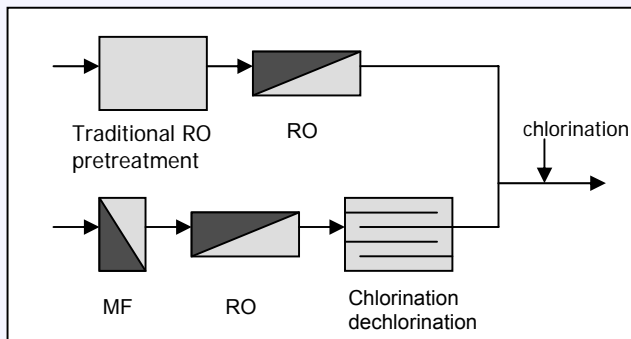 Traditional RO
pretreatment
RO
chlorination
MF
RO
Chlorination
dechlorination